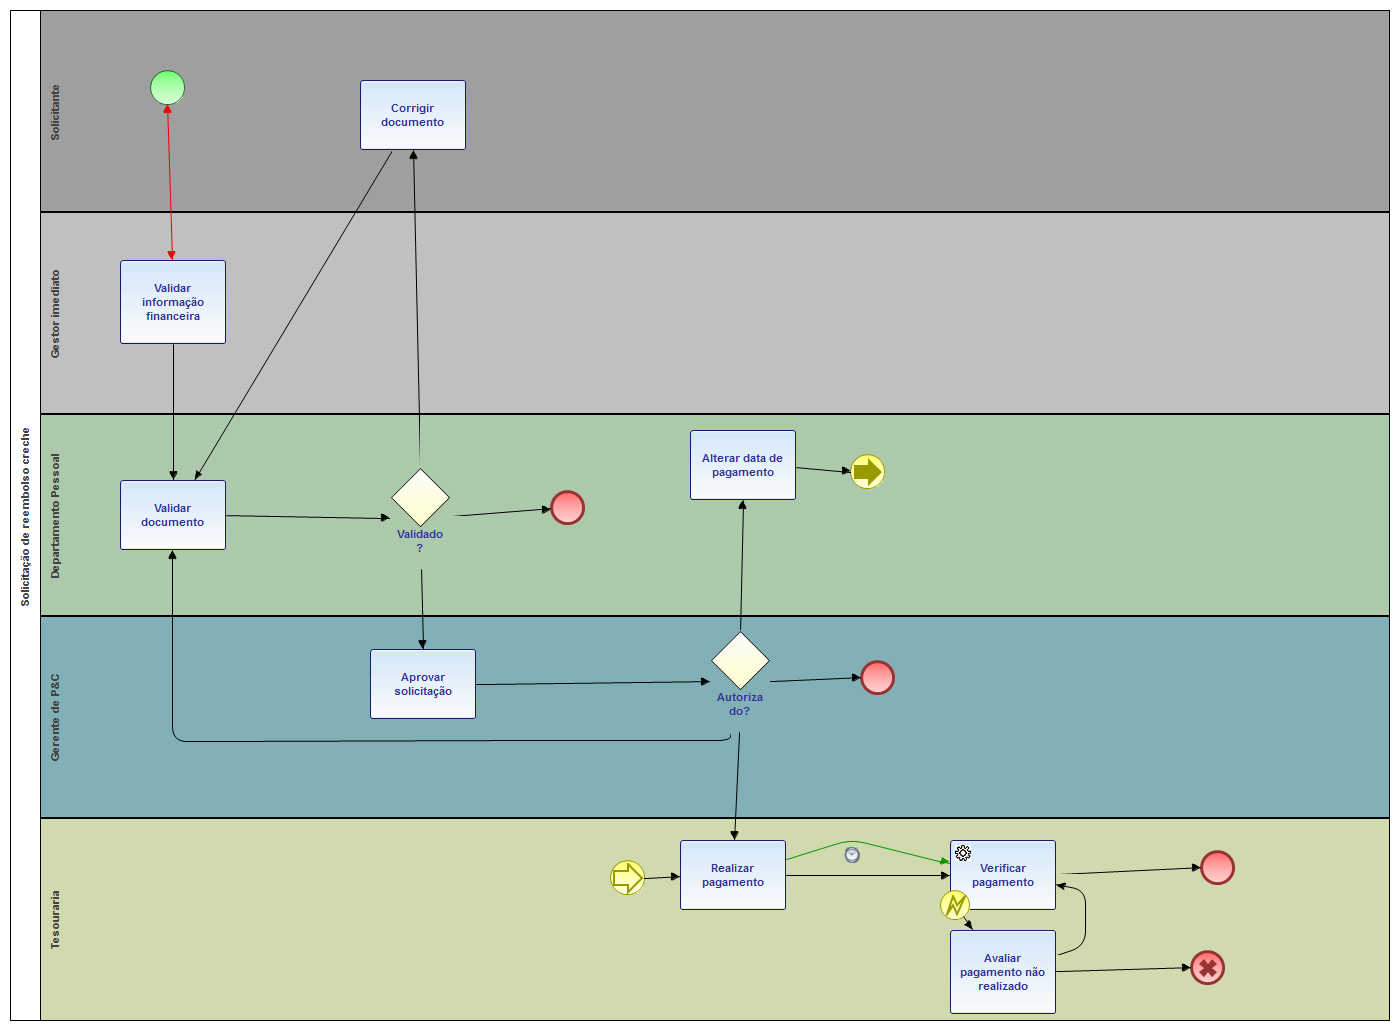 Solicitação de reembolso creche
Solicitante
Corrigir
documento
Gestor imediato
Validar
informação
financeira
Departamento Pessoal
Validar
documento
Validado
?
Alterar data de
pagamento
Gerente de P&C
Aprovar
solicitação
Autoriza
do?
Tesouraria
Realizar
pagamento
Verificar
pagamento
Avaliar
pagamento não
realizado